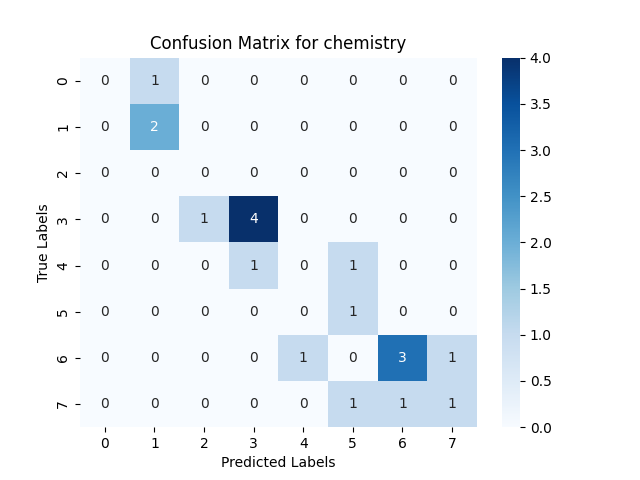 Confusion Matrix for chemistry
True Labels
0 0 1 0 0 0 0 0 0
1 0 2 0 0 0 0 0 0
2 0 0 0 0 0 0 0 0
3 0 0 1 4 0 0 0 0
4 0 0 0 1 0 1 0 0
5 0 0 0 0 0 1 0 0
6 0 0 0 0 1 0 3 1
7 0 0 0 0 0 1 1 1
0 1 2 3 4 5 6 7
Predicted Labels
4.0
3.5
3.0
2.5
2.0
1.5
1.0
0.5
0.0